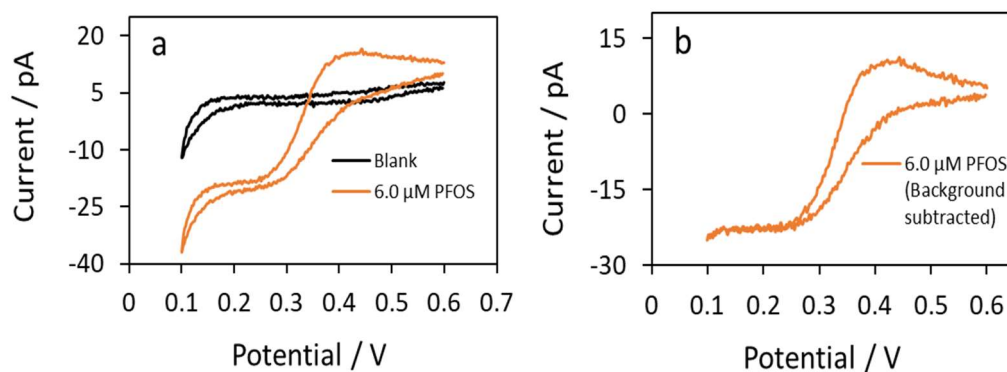 a
Current / pA
20
5
-10
-25
-40
Blank
6.0 µM PFOS
0 0.1 0.2 0.3 0.4 0.5 0.6 0.7
Potential / V
b
Current / pA
15
0
-15
-30
6.0 µM PFOS
(Background
subtracted)
0 0.1 0.2 0.3 0.4 0.5 0.6
Potential / V